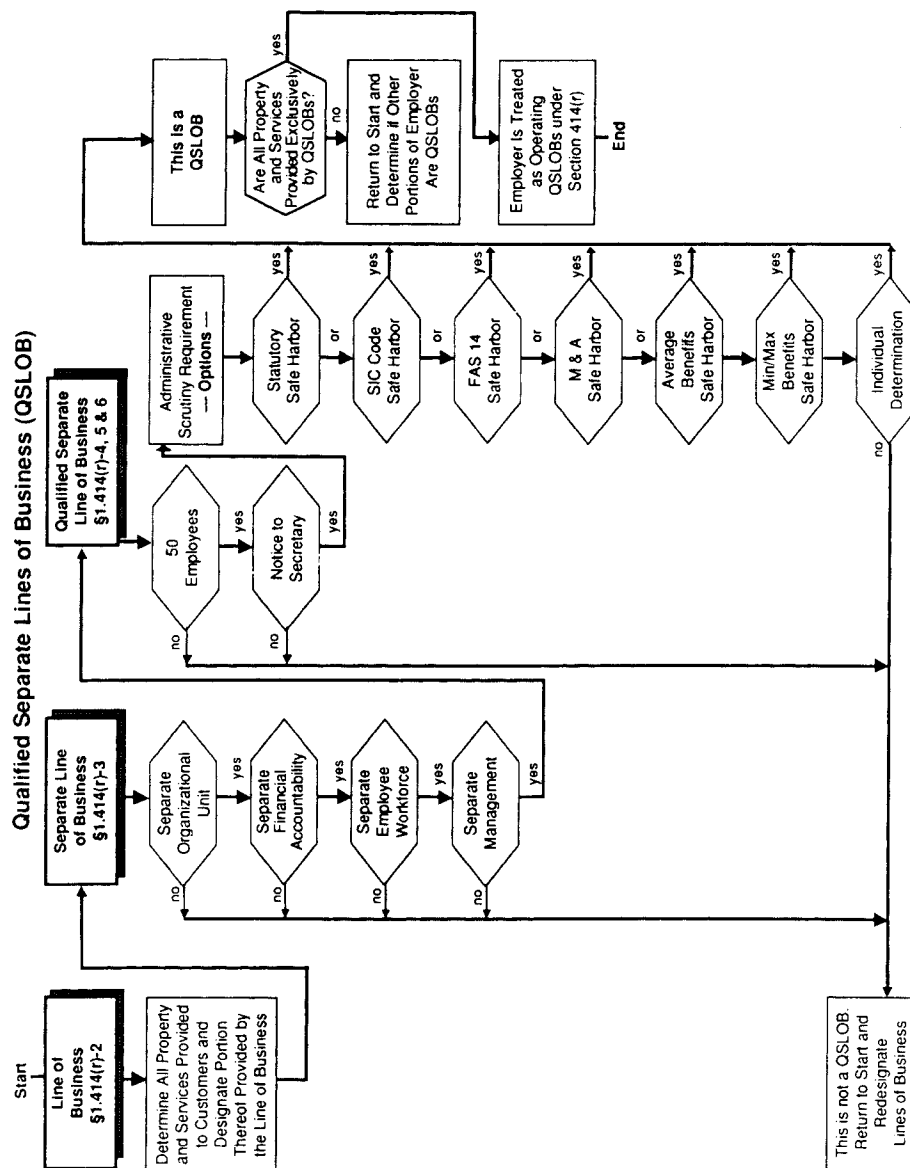 Qualified Separate Lines of Business (QSLOB)
Start
Line of
Business
§1.414(r)-2
Determine All Property
and Services Provided
to Customers and
Designate Portion
Thereof Provided by
the Line of Business
Separate Line
of Business
§1.414(r)-3
Separate
Organizational
Unit
no
yes
Separate
Financial
Accountability
no
yes
Separate
Employee
Workforce
no
yes
Separate
Management
no
yes
Qualified Separate
Line of Business
§1.414(r)-4, 5 & 6
50
Employees
no
yes
Notice to
Secretary
no
yes
Administrative
Scrutiny Requirement
--- Options ---
Statutory
Safe Harbor
yes
or
SIC Code
Safe Harbor
yes
or
FAS 14
Safe Harbor
yes
or
M & A
Safe Harbor
yes
or
Average
Benefits
Safe Harbor
yes
Min/Max
Benefits
Safe Harbor
yes
Individual
Determination
no
yes
This is a
QSLOB
Are All Property
and Services
Provided Exclusively
by QSLOBs?
yes
no
Return to Start and
Determine if Other
Portions of Employer
Are QSLOBs
Employer Is Treated
as Operating
QSLOBs under
Section 414(r)
End
This is not a QSLOB.
Return to Start and
Redesignate
Lines of Business